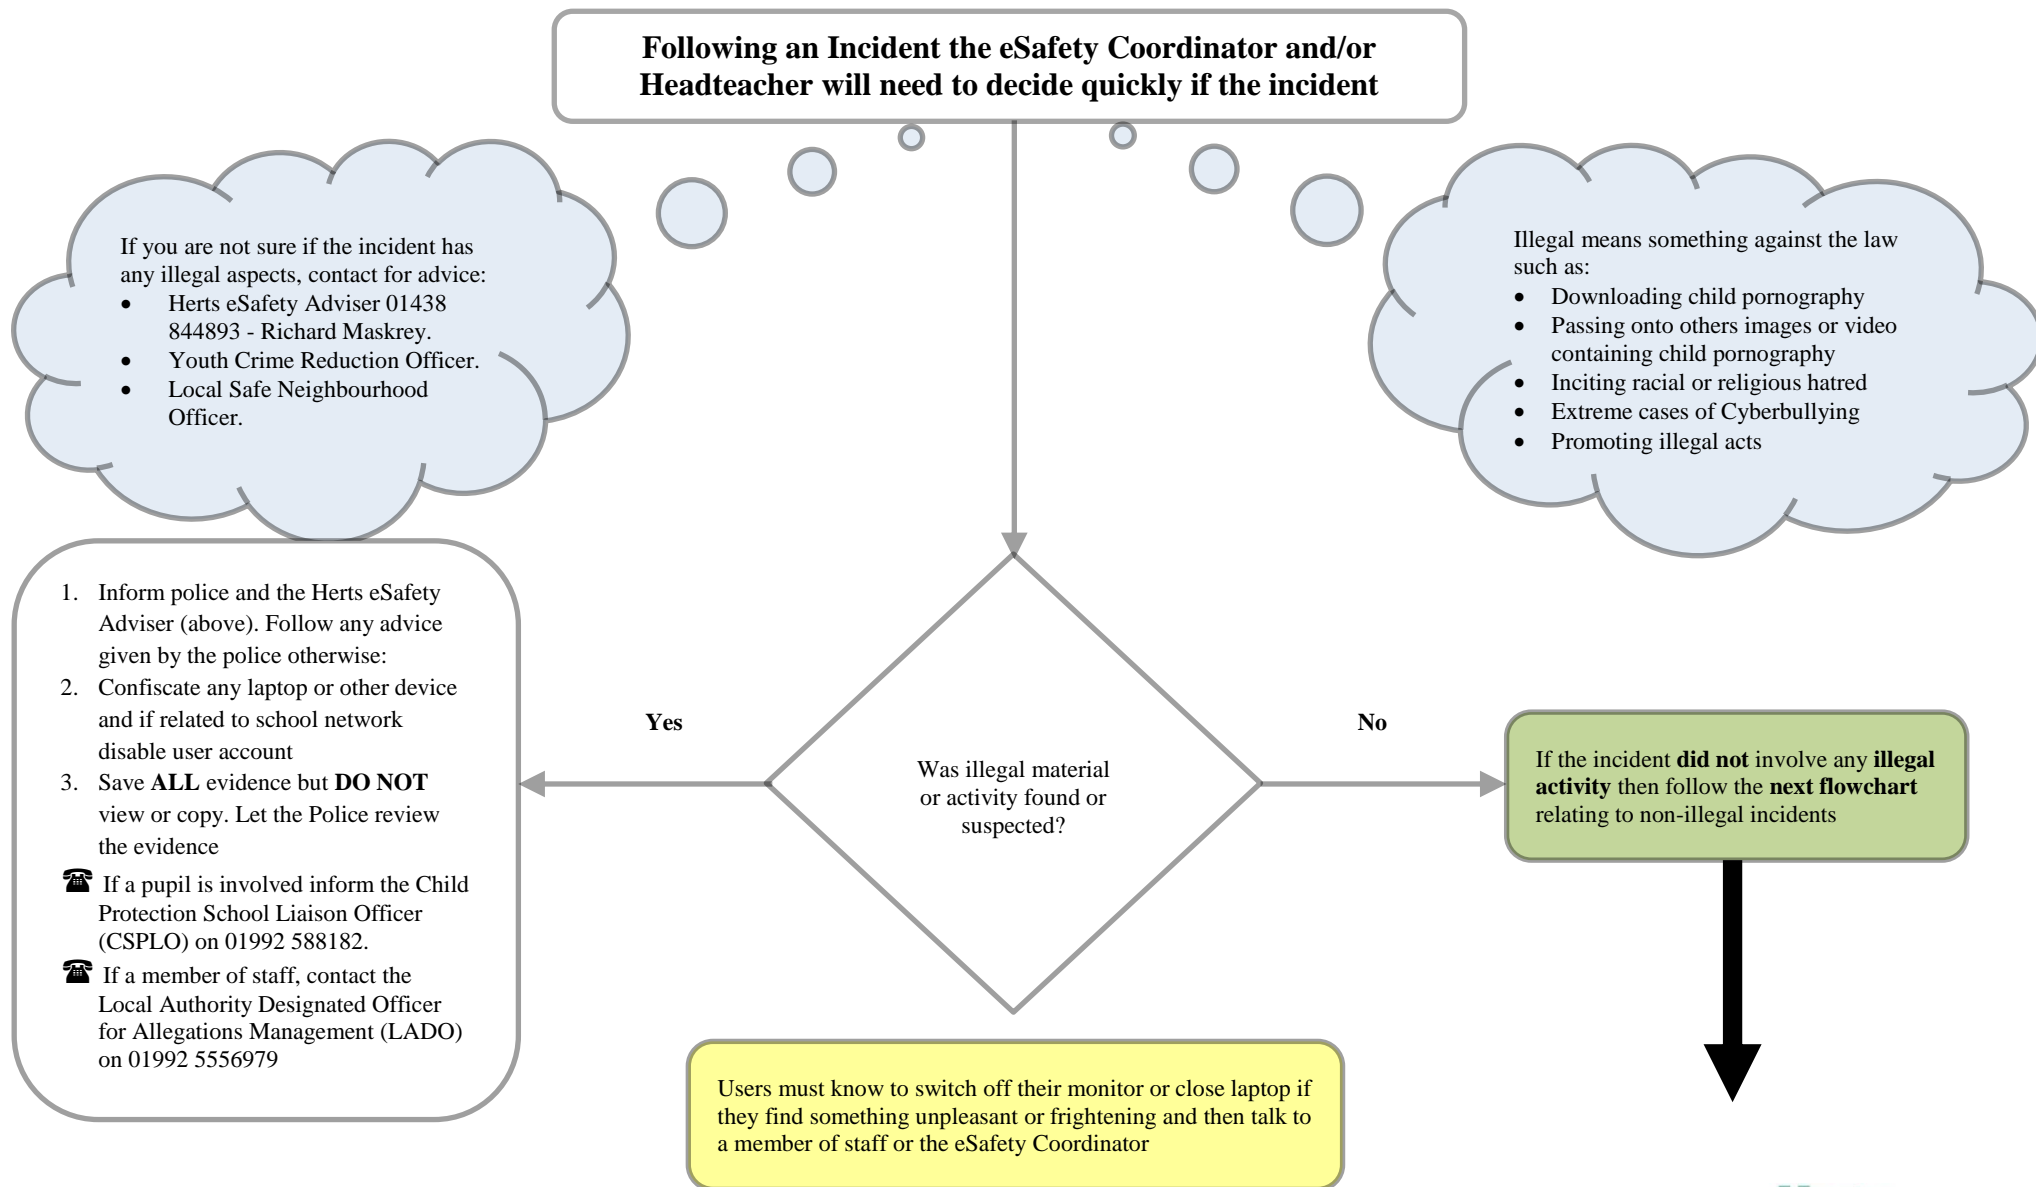 Following an Incident the eSafety Coordinator and/or
Headteacher will need to decide quickly if the incident
If you are not sure if the incident has
any illegal aspects, contact for advice:
• Herts eSafety Adviser 01438
844893 - Richard Maskrey.
• Youth Crime Reduction Officer.
• Local Safe Neighbourhood
Officer.
Illegal means something against the law
such as:
• Downloading child pornography
• Passing onto others images or video
containing child pornography
• Inciting racial or religious hatred
• Extreme cases of Cyberbullying
• Promoting illegal acts
1. Inform police and the Herts eSafety
Adviser (above). Follow any advice
given by the police otherwise:
2. Confiscate any laptop or other device
and if related to school network
disable user account
3. Save ALL evidence but DO NOT
view or copy. Let the Police review
the evidence
☎ If a pupil is involved inform the Child
Protection School Liaison Officer
(CSPLO) on 01992 588182.
☎ If a member of staff, contact the
Local Authority Designated Officer
for Allegations Management (LADO)
on 01992 5556979
Yes
Was illegal material
or activity found or
suspected?
No
If the incident did not involve any illegal
activity then follow the next flowchart
relating to non-illegal incidents
Users must know to switch off their monitor or close laptop if
they find something unpleasant or frightening and then talk to
a member of staff or the eSafety Coordinator